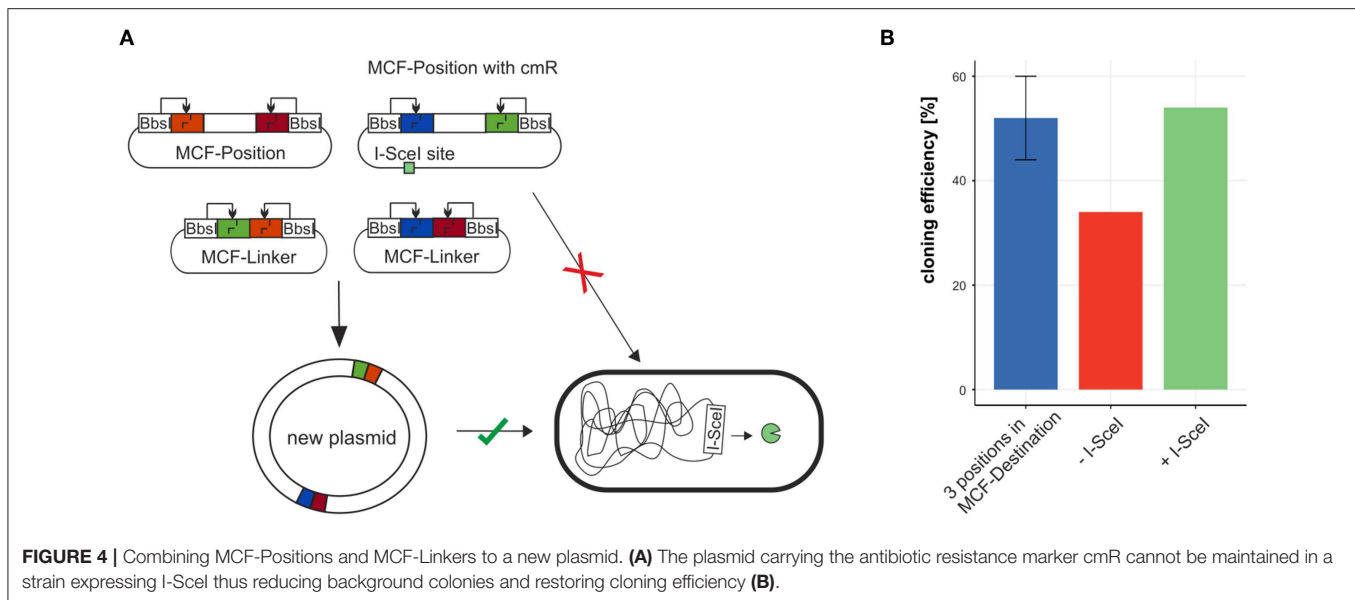 A
MCF-Position with cmR
BbsI
BbsI
MCF-Position
BbsI
BbsI
I-SceI site
BbsI
BbsI
MCF-Linker
BbsI
BbsI
MCF-Linker
new plasmid
I-SceI
B
cloning efficiency [%]
60
40
20
0
3 positions in
MCF-Destination
- I-SceI
+ I-SceI
FIGURE 4 | Combining MCF-Positions and MCF-Linkers to a new plasmid. (A) The plasmid carrying the antibiotic resistance marker cmR cannot be maintained in a
strain expressing I-SceI thus reducing background colonies and restoring cloning efficiency (B).